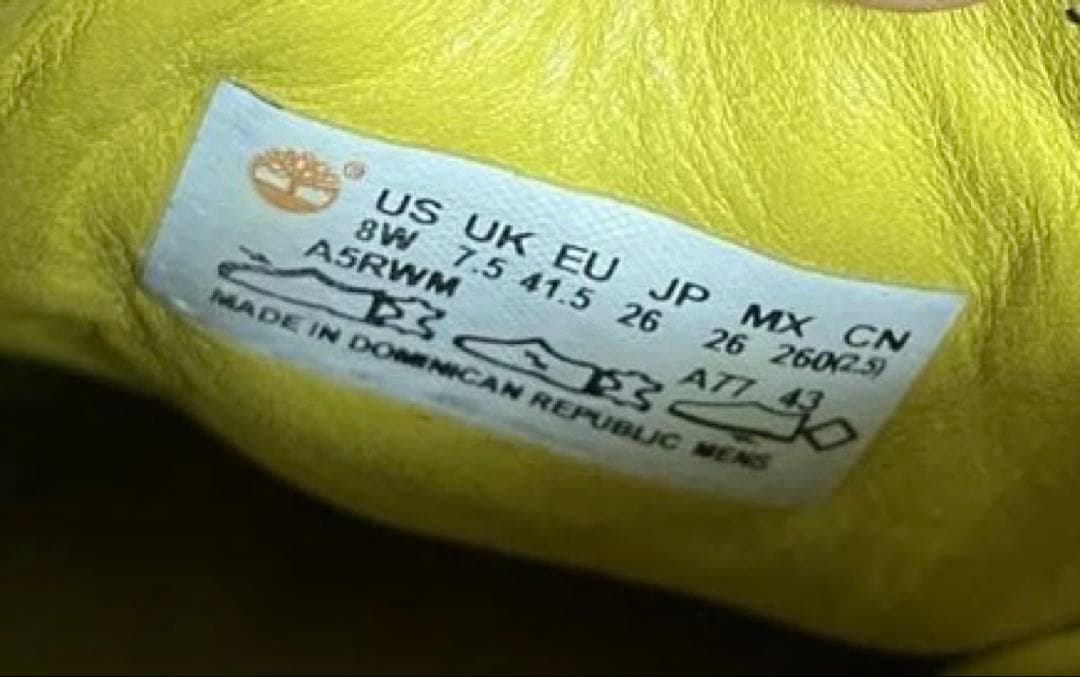 ®
US UK EU JP MX CN
8W 7.5 41.5 26 26 260(2.5)
A5RWM A77 43
MADE IN DOMINICAN REPUBLIC MENS